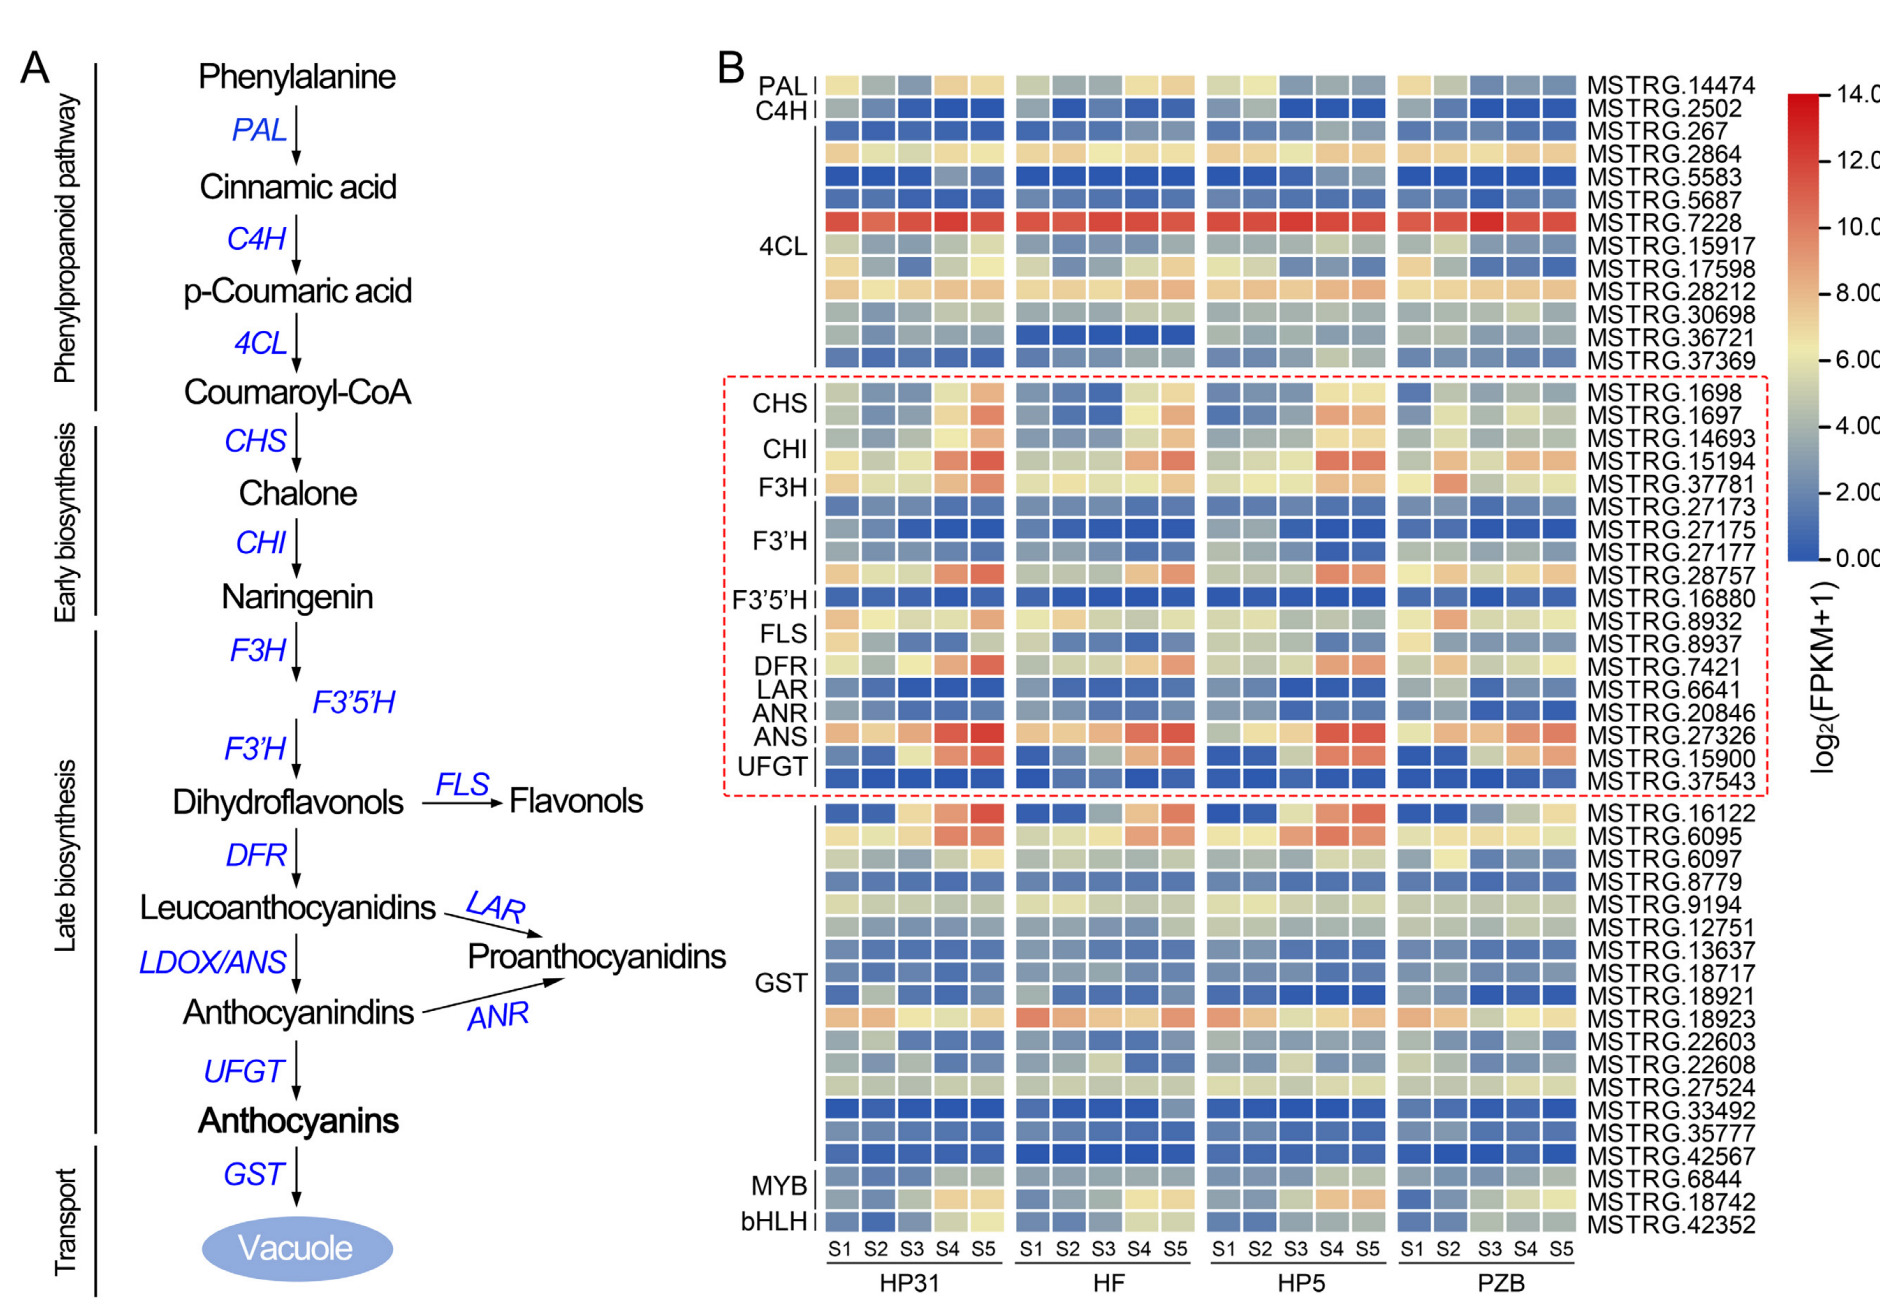 A
Phenylpropanoid pathway
Early biosynthesis
Late biosynthesis
Transport
Phenylalanine
PAL
Cinnamic acid
C4H
p-Coumaric acid
4CL
Coumaroyl-CoA
CHS
Chalone
CHI
Naringenin
F3H
F3'5'H
F3'H
Dihydroflavonols
FLS
Flavonols
DFR
Leucoanthocyanidins
LAR
Proanthocyanidins
LDOX/ANS
Anthocyanindins
ANR
UFGT
Anthocyanins
GST
Vacuole
B
PAL
C4H
4CL
CHS
CHI
F3H
F3'H
F3'5'H
FLS
DFR
LAR
ANR
ANS
UFGT
GST
MYB
bHLH
MSTRG.14474
MSTRG.2502
MSTRG.267
MSTRG.2864
MSTRG.5583
MSTRG.5687
MSTRG.7228
MSTRG.15917
MSTRG.17598
MSTRG.28212
MSTRG.30698
MSTRG.36721
MSTRG.37369
MSTRG.1698
MSTRG.1697
MSTRG.14693
MSTRG.15194
MSTRG.37781
MSTRG.27173
MSTRG.27175
MSTRG.27177
MSTRG.28757
MSTRG.16880
MSTRG.8932
MSTRG.8937
MSTRG.7421
MSTRG.6641
MSTRG.20846
MSTRG.27326
MSTRG.15900
MSTRG.37543
MSTRG.16122
MSTRG.6095
MSTRG.6097
MSTRG.8779
MSTRG.9194
MSTRG.12751
MSTRG.13637
MSTRG.18717
MSTRG.18921
MSTRG.18923
MSTRG.22603
MSTRG.22608
MSTRG.27524
MSTRG.33492
MSTRG.35777
MSTRG.42567
MSTRG.6844
MSTRG.18742
MSTRG.42352
S1 S2 S3 S4 S5 S1 S2 S3 S4 S5 S1 S2 S3 S4 S5 S1 S2 S3 S4 S5
HP31 HF HP5 PZB
14.0
12.0
10.0
8.00
6.00
4.00
2.00
0.00
log₂(FPKM+1)